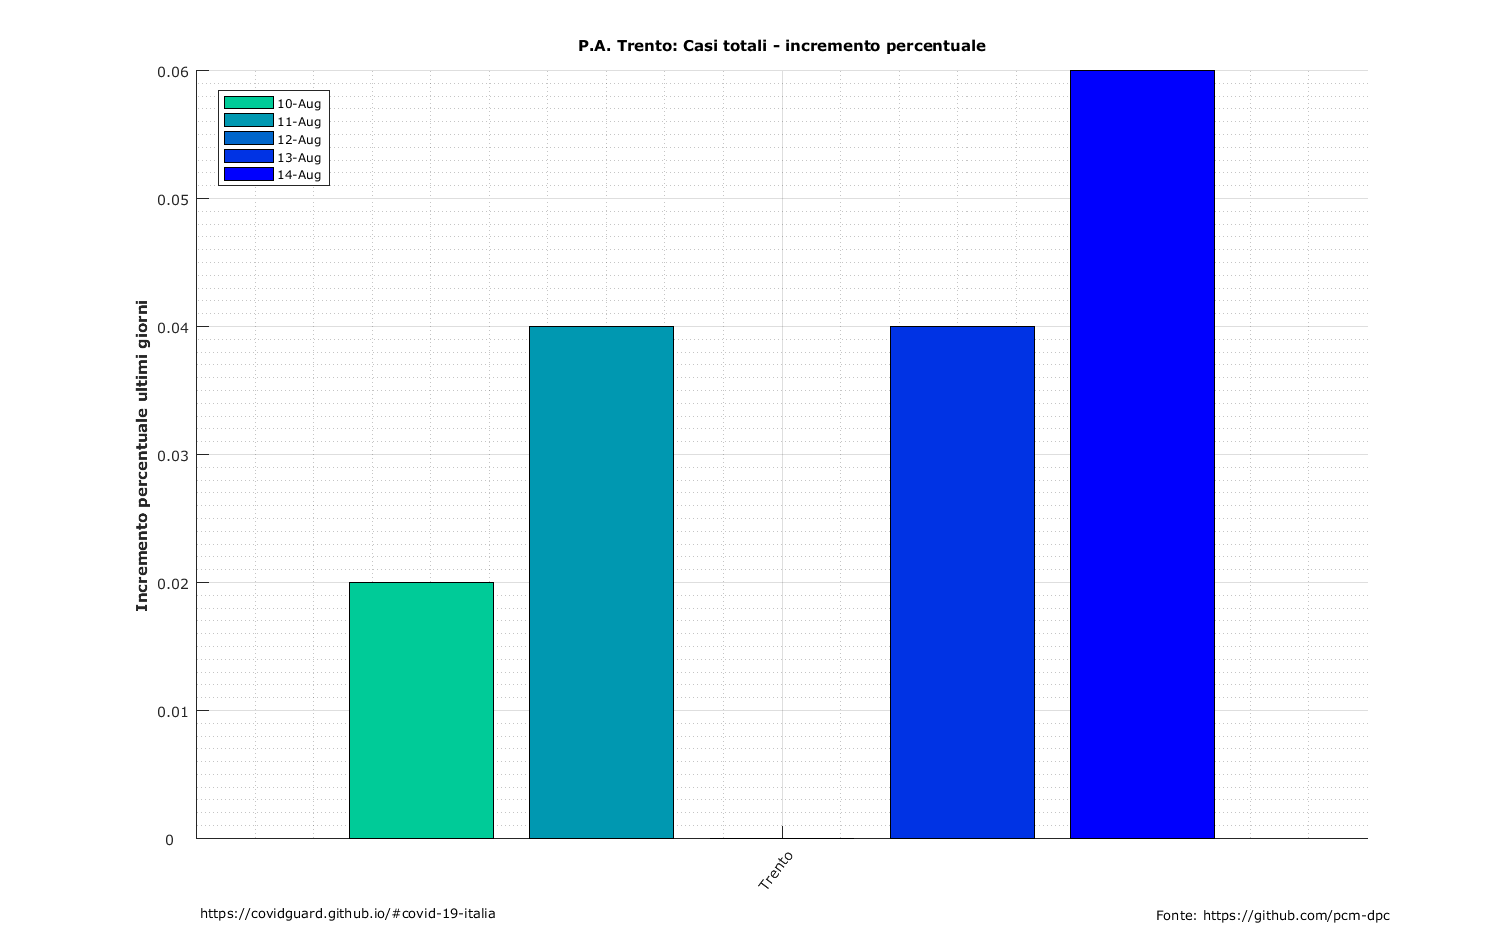 P.A. Trento: Casi totali - incremento percentuale
0.06
0.05
0.04
0.03
0.02
0.01
0
10-Aug
11-Aug
12-Aug
13-Aug
14-Aug
Incremento percentuale ultimi giorni
Trento
https://covidguard.github.io/#covid-19-italia
Fonte: https://github.com/pcm-dpc